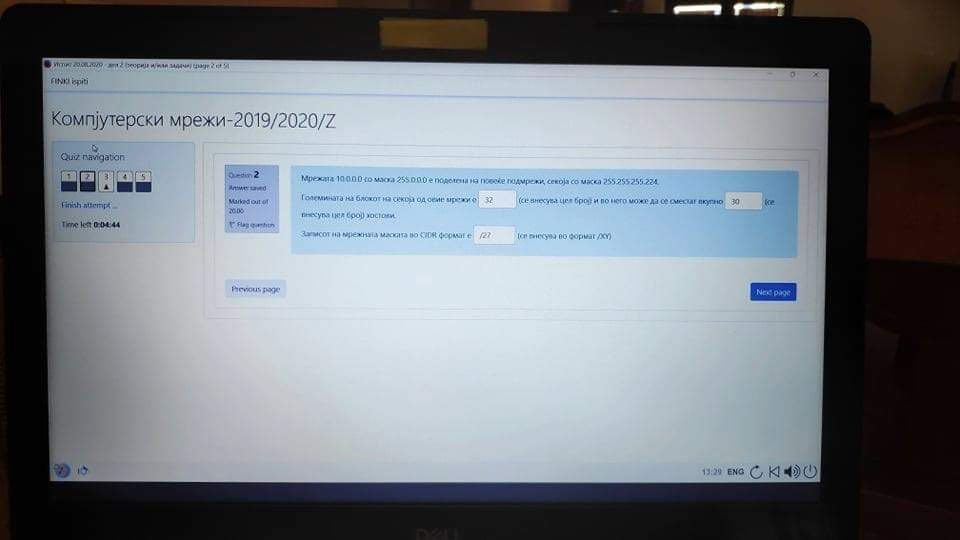 Испит 20.08.2020 - дел 2 (теорија и/или задачи) (page 2 of 5)
FINKI ispiti
Компјутерски мрежи-2019/2020/Z
Quiz navigation
1 2 3 4 5
Finish attempt ...
Time left 0:04:44
Question 2
Answer saved
Marked out of
20.00
Flag question
Мрежата 10.0.0.0 со маска 255.0.0.0 е поделена на повеќе подмрежи, секоја со маска 255.255.255.224.
Големината на блокот на секоја од овие мрежи е 32 (се внесува цел број) и во него може да се сместат вкупно 30 (се
внесува цел број) хостови.
Записот на мрежната маската во CIDR формат е /27 (се внесува во формат /XY)
Previous page
Next page
13:29 ENG
DELL